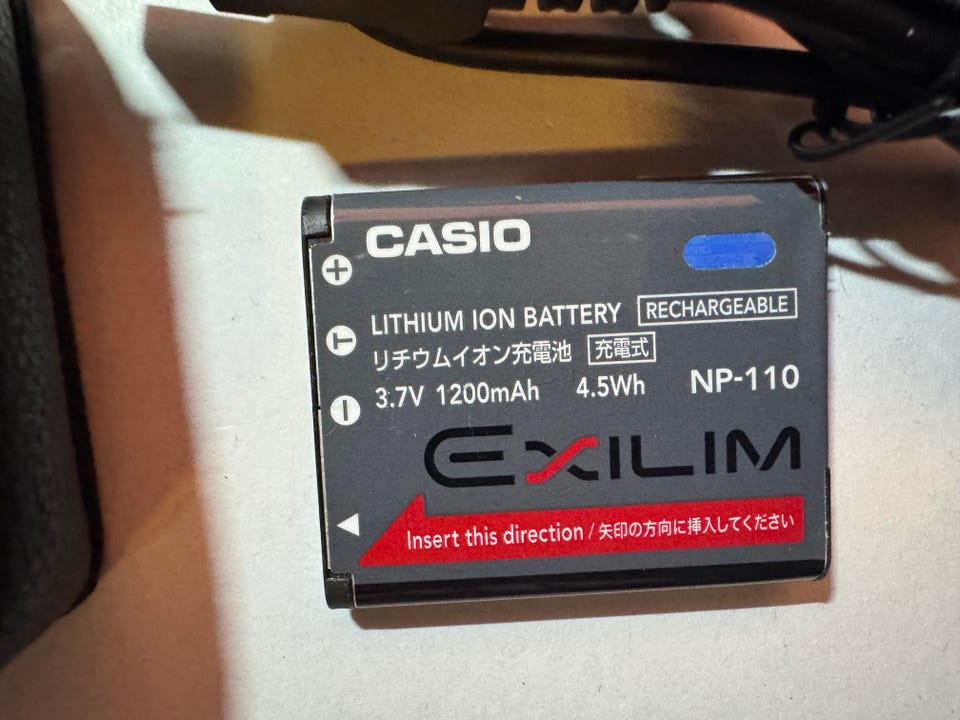 CASIO
LITHIUM ION BATTERY RECHARGEABLE
リチウムイオン充電池 充電式
3.7V 1200mAh 4.5Wh NP-110
EXILIM
Insert this direction / 矢印の方向に挿入してください
+
T
−